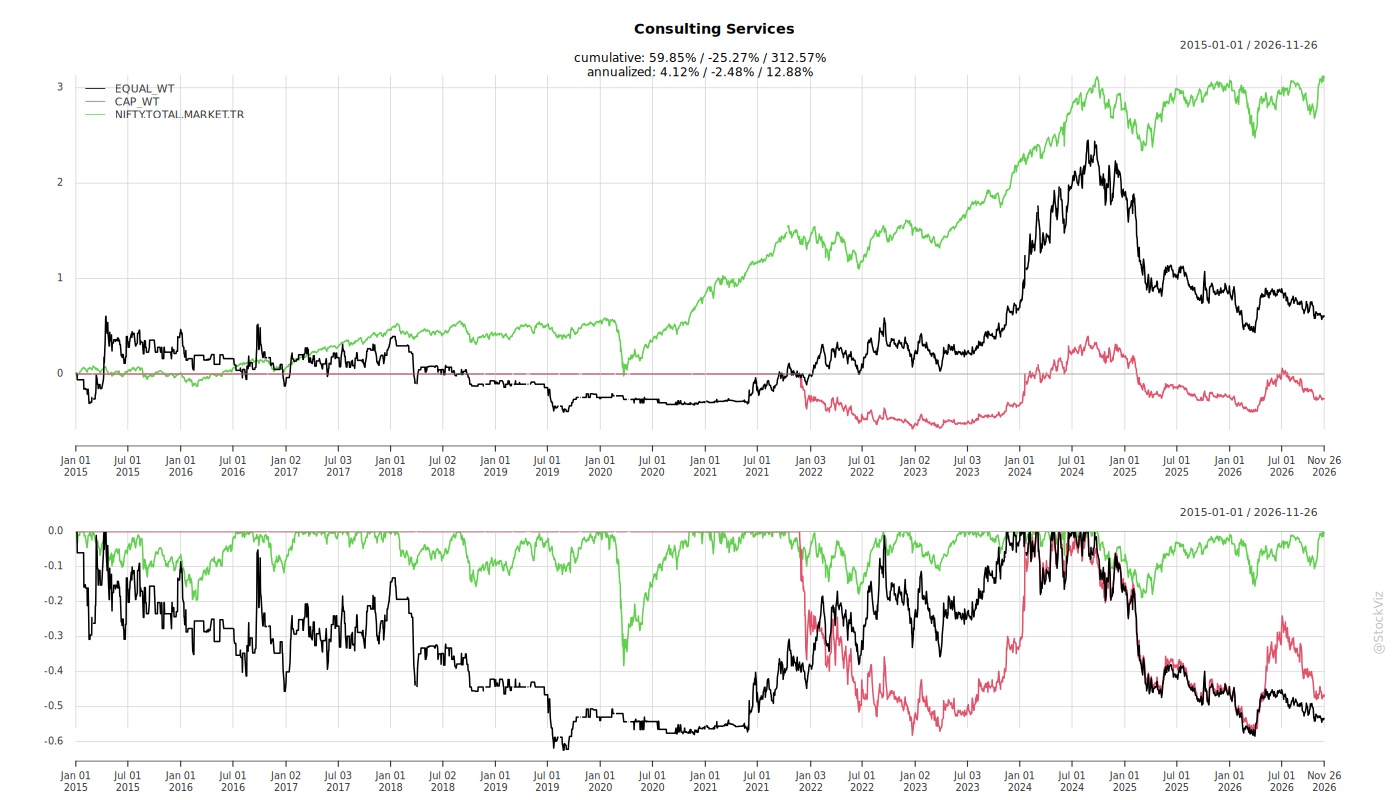 Consulting Services
2015-01-01 / 2026-11-26
cumulative: 59.85% / -25.27% / 312.57%
annualized: 4.12% / -2.48% / 12.88%
EQUAL_WT
CAP_WT
NIFTY.TOTAL.MARKET.TR
3
2
1
0
Jan 01 Jul 01 Jan 01 Jul 01 Jan 02 Jul 03 Jan 01 Jul 02 Jan 01 Jul 01 Jan 01 Jul 01 Jan 01 Jul 01 Jan 03 Jul 01 Jan 02 Jul 03 Jan 01 Jul 01 Jan 01 Jul 01 Jan 01 Jul 01 Nov 26
2015 2015 2016 2016 2017 2017 2018 2018 2019 2019 2020 2020 2021 2021 2022 2022 2023 2023 2024 2024 2025 2025 2026 2026 2026
2015-01-01 / 2026-11-26
0.0
-0.1
-0.2
-0.3
-0.4
-0.5
-0.6
Jan 01 Jul 01 Jan 01 Jul 01 Jan 02 Jul 03 Jan 01 Jul 02 Jan 01 Jul 01 Jan 01 Jul 01 Jan 01 Jul 01 Jan 03 Jul 01 Jan 02 Jul 03 Jan 01 Jul 01 Jan 01 Jul 01 Jan 01 Jul 01 Nov 26
2015 2015 2016 2016 2017 2017 2018 2018 2019 2019 2020 2020 2021 2021 2022 2022 2023 2023 2024 2024 2025 2025 2026 2026 2026
@StockViz